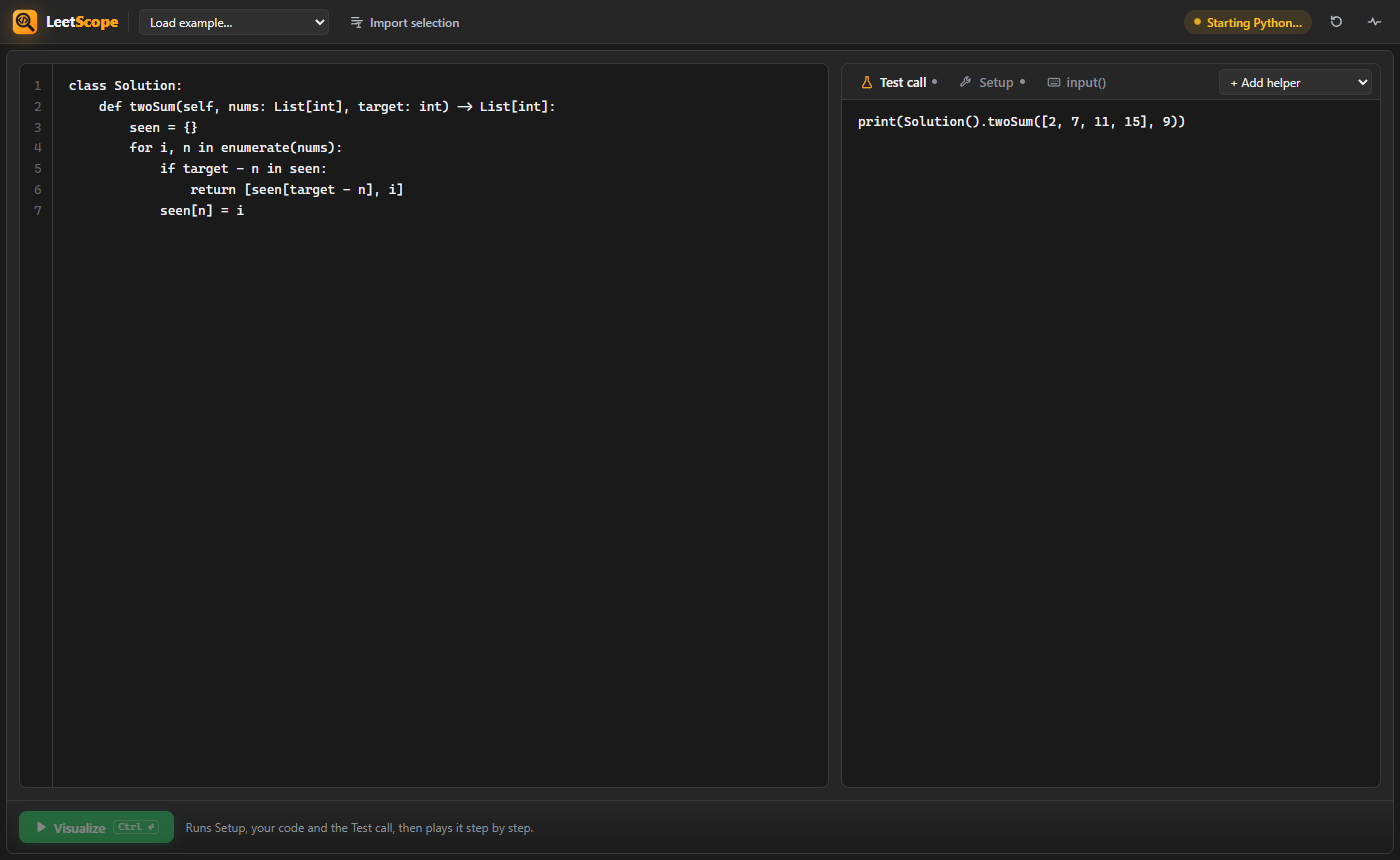 LeetScope
Load example...
Import selection
Starting Python...
1 class Solution:
2 def twoSum(self, nums: List[int], target: int) -> List[int]:
3 seen = {}
4 for i, n in enumerate(nums):
5 if target - n in seen:
6 return [seen[target - n], i]
7 seen[n] = i
Test call
Setup
input()
+ Add helper
print(Solution().twoSum([2, 7, 11, 15], 9))
Visualize Ctrl ⏎
Runs Setup, your code and the Test call, then plays it step by step.